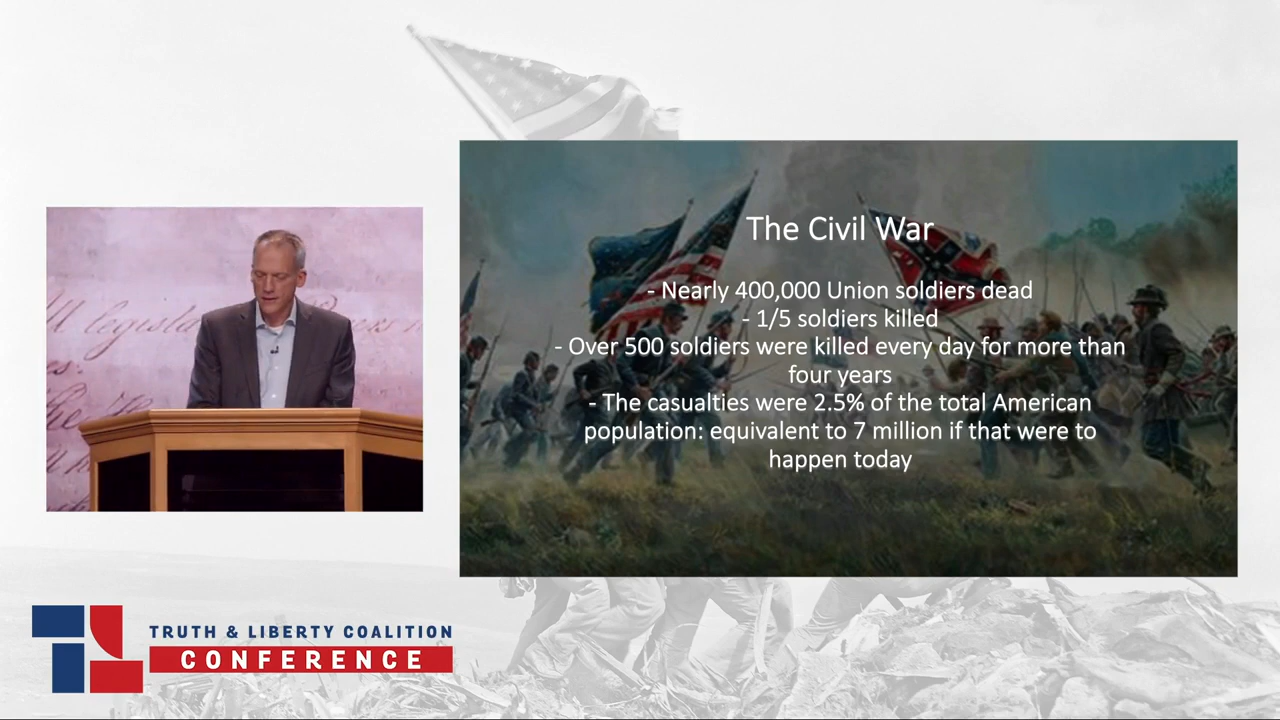 The Civil War
- Nearly 400,000 Union soldiers dead
- 1/5 soldiers killed
- Over 500 soldiers were killed every day for more than
four years
- The casualties were 2.5% of the total American
population: equivalent to 7 million if that were to
happen today
TRUTH & LIBERTY COALITION
CONFERENCE